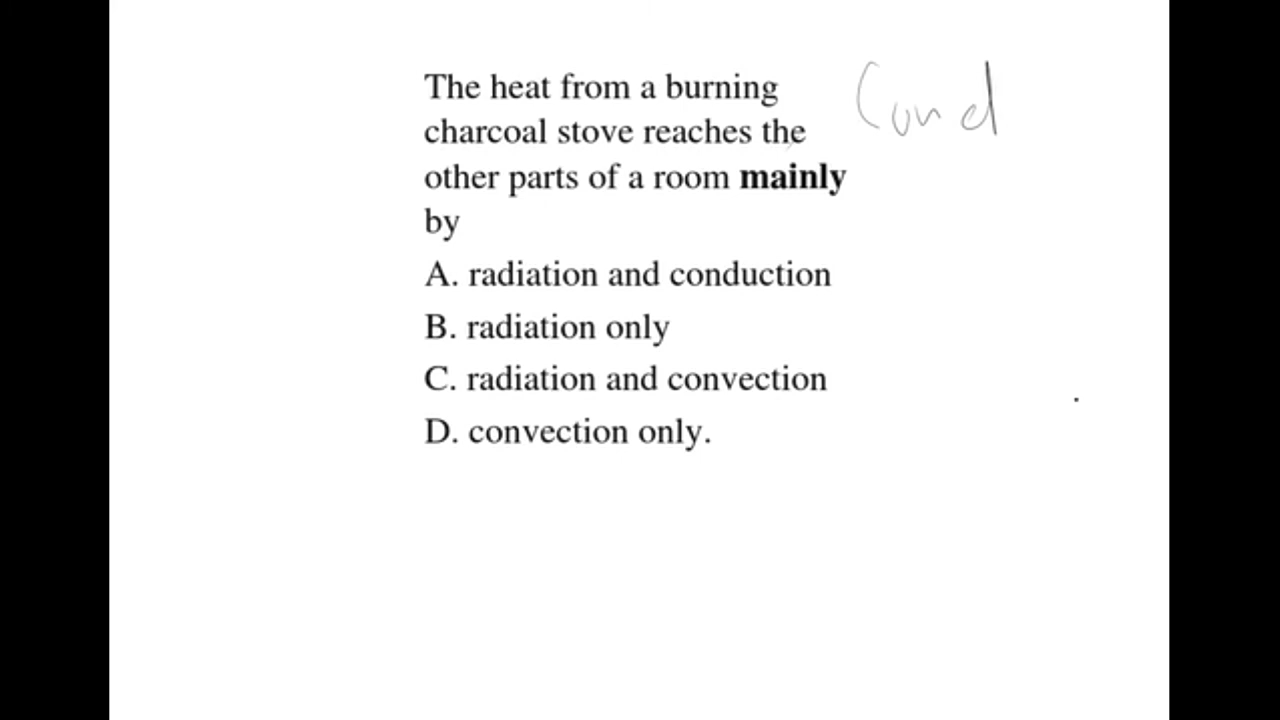 The heat from a burning Cond
charcoal stove reaches the
other parts of a room mainly
by
A. radiation and conduction
B. radiation only
C. radiation and convection
D. convection only.